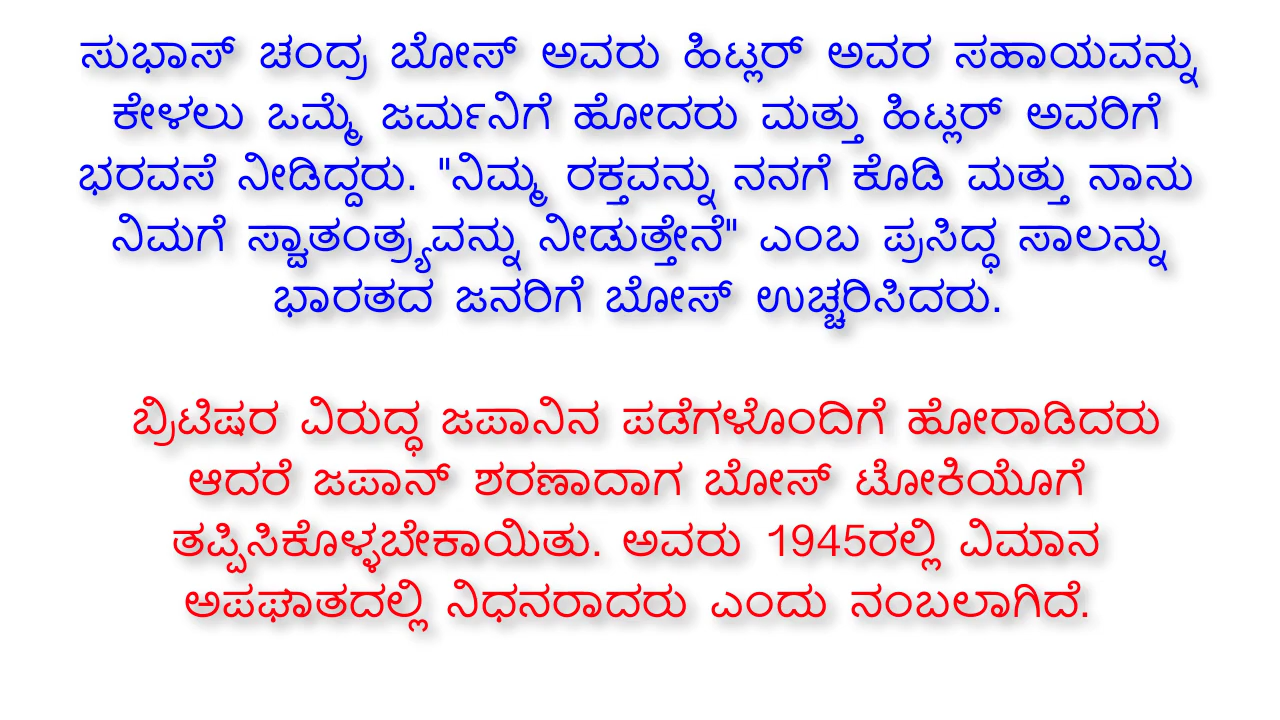 ಸುಭಾಸ್ ಚಂದ್ರ ಬೋಸ್ ಅವರು ಹಿಟ್ಲರ್ ಅವರ ಸಹಾಯವನ್ನು
ಕೇಳಲು ಒಮ್ಮೆ ಜರ್ಮನಿಗೆ ಹೋದರು ಮತ್ತು ಹಿಟ್ಲರ್ ಅವರಿಗೆ
ಭರವಸೆ ನೀಡಿದ್ದರು. "ನಿಮ್ಮ ರಕ್ತವನ್ನು ನನಗೆ ಕೊಡಿ ಮತ್ತು ನಾನು
ನಿಮಗೆ ಸ್ವಾತಂತ್ರ್ಯವನ್ನು ನೀಡುತ್ತೇನೆ" ಎಂಬ ಪ್ರಸಿದ್ಧ ಸಾಲನ್ನು
ಭಾರತದ ಜನರಿಗೆ ಬೋಸ್ ಉಚ್ಚರಿಸಿದರು.
ಬ್ರಿಟಿಷರ ವಿರುದ್ಧ ಜಪಾನಿನ ಪಡೆಗಳೊಂದಿಗೆ ಹೋರಾಡಿದರು
ಆದರೆ ಜಪಾನ್ ಶರಣಾದಾಗ ಬೋಸ್ ಟೋಕಿಯೊಗೆ
ತಪ್ಪಿಸಿಕೊಳ್ಳಬೇಕಾಯಿತು. ಅವರು 1945ರಲ್ಲಿ ವಿಮಾನ
ಅಪಘಾತದಲ್ಲಿ ನಿಧನರಾದರು ಎಂದು ನಂಬಲಾಗಿದೆ.